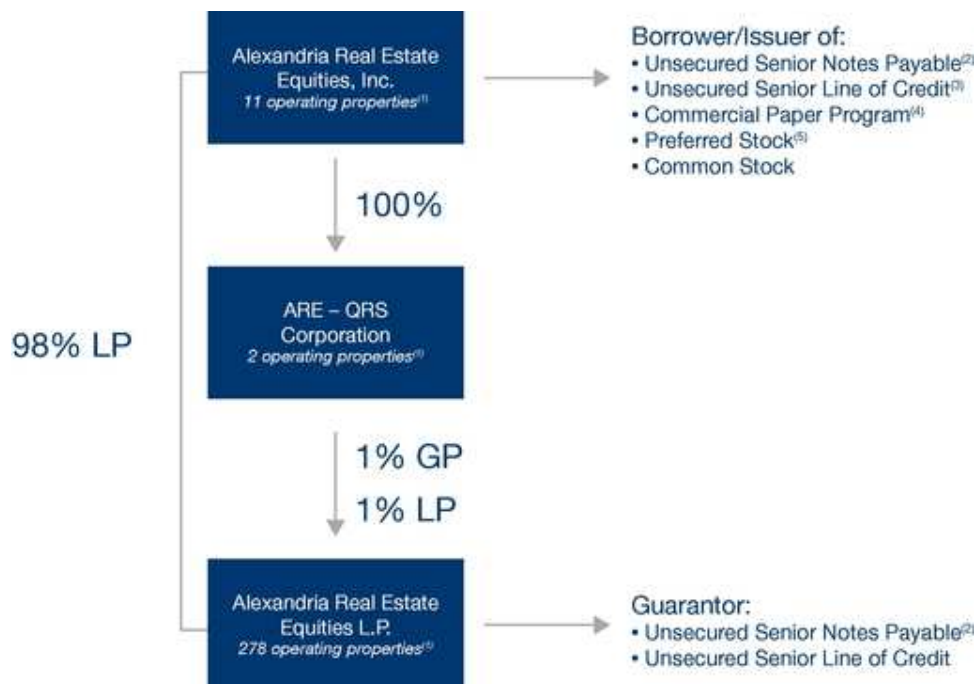 Alexandria Real Estate
Equities, Inc.
11 operating properties(1)
Borrower/Issuer of:
• Unsecured Senior Notes Payable(2)
• Unsecured Senior Line of Credit(3)
• Commercial Paper Program(4)
• Preferred Stock(5)
• Common Stock
100%
ARE – QRS
Corporation
2 operating properties(1)
98% LP
1% GP
1% LP
Alexandria Real Estate
Equities L.P.
278 operating properties(1)
Guarantor:
• Unsecured Senior Notes Payable(2)
• Unsecured Senior Line of Credit